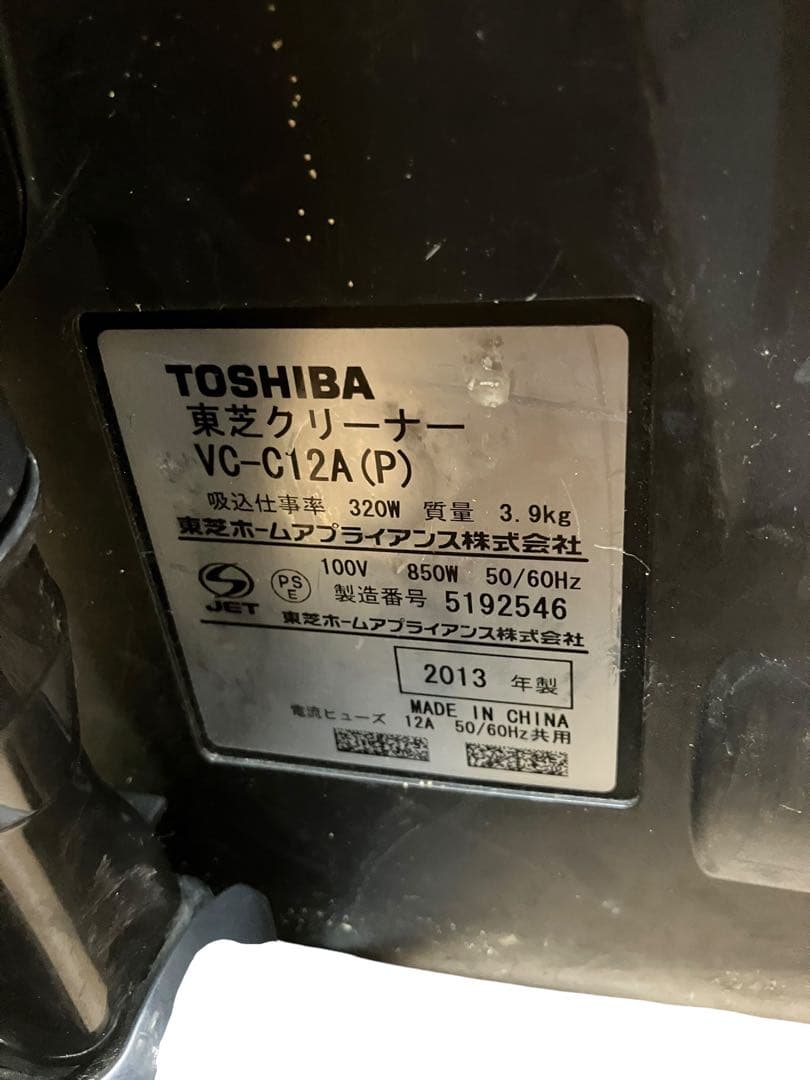 TOSHIBA
東芝クリーナー
VC-C12A(P)
吸込仕事率 320W 質量 3.9kg
東芝ホームアプライアンス株式会社
JET PS E 100V 850W 50/60Hz
製造番号 5192546
東芝ホームアプライアンス株式会社
2013 年製
MADE IN CHINA
電流ヒューズ 12A 50/60Hz共用